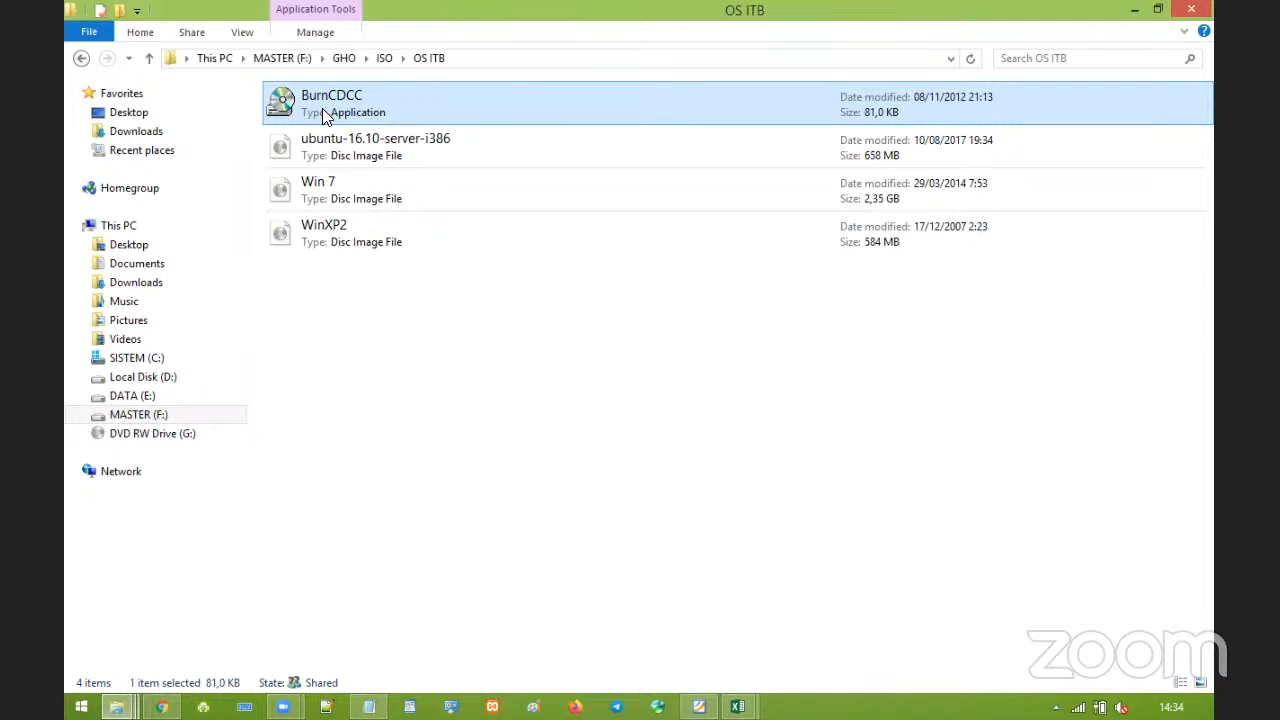 Application Tools
OS ITB
File
Home
Share
View
Manage
This PC
MASTER (F:)
GHO
ISO
OS ITB
Search OS ITB
Favorites
Desktop
Downloads
Recent places
Homegroup
This PC
Desktop
Documents
Downloads
Music
Pictures
Videos
SISTEM (C:)
Local Disk (D:)
DATA (E:)
MASTER (F:)
DVD RW Drive (G:)
Network
BurnCDCC
Type: Application
Date modified: 08/11/2012 21:13
Size: 81,0 KB
ubuntu-16.10-server-i386
Type: Disc Image File
Date modified: 10/08/2017 19:34
Size: 658 MB
Win 7
Type: Disc Image File
Date modified: 29/03/2014 7:53
Size: 2,35 GB
WinXP2
Type: Disc Image File
Date modified: 17/12/2007 2:23
Size: 584 MB
zoom
4 items 1 item selected 81,0 KB State: Shared
14:34